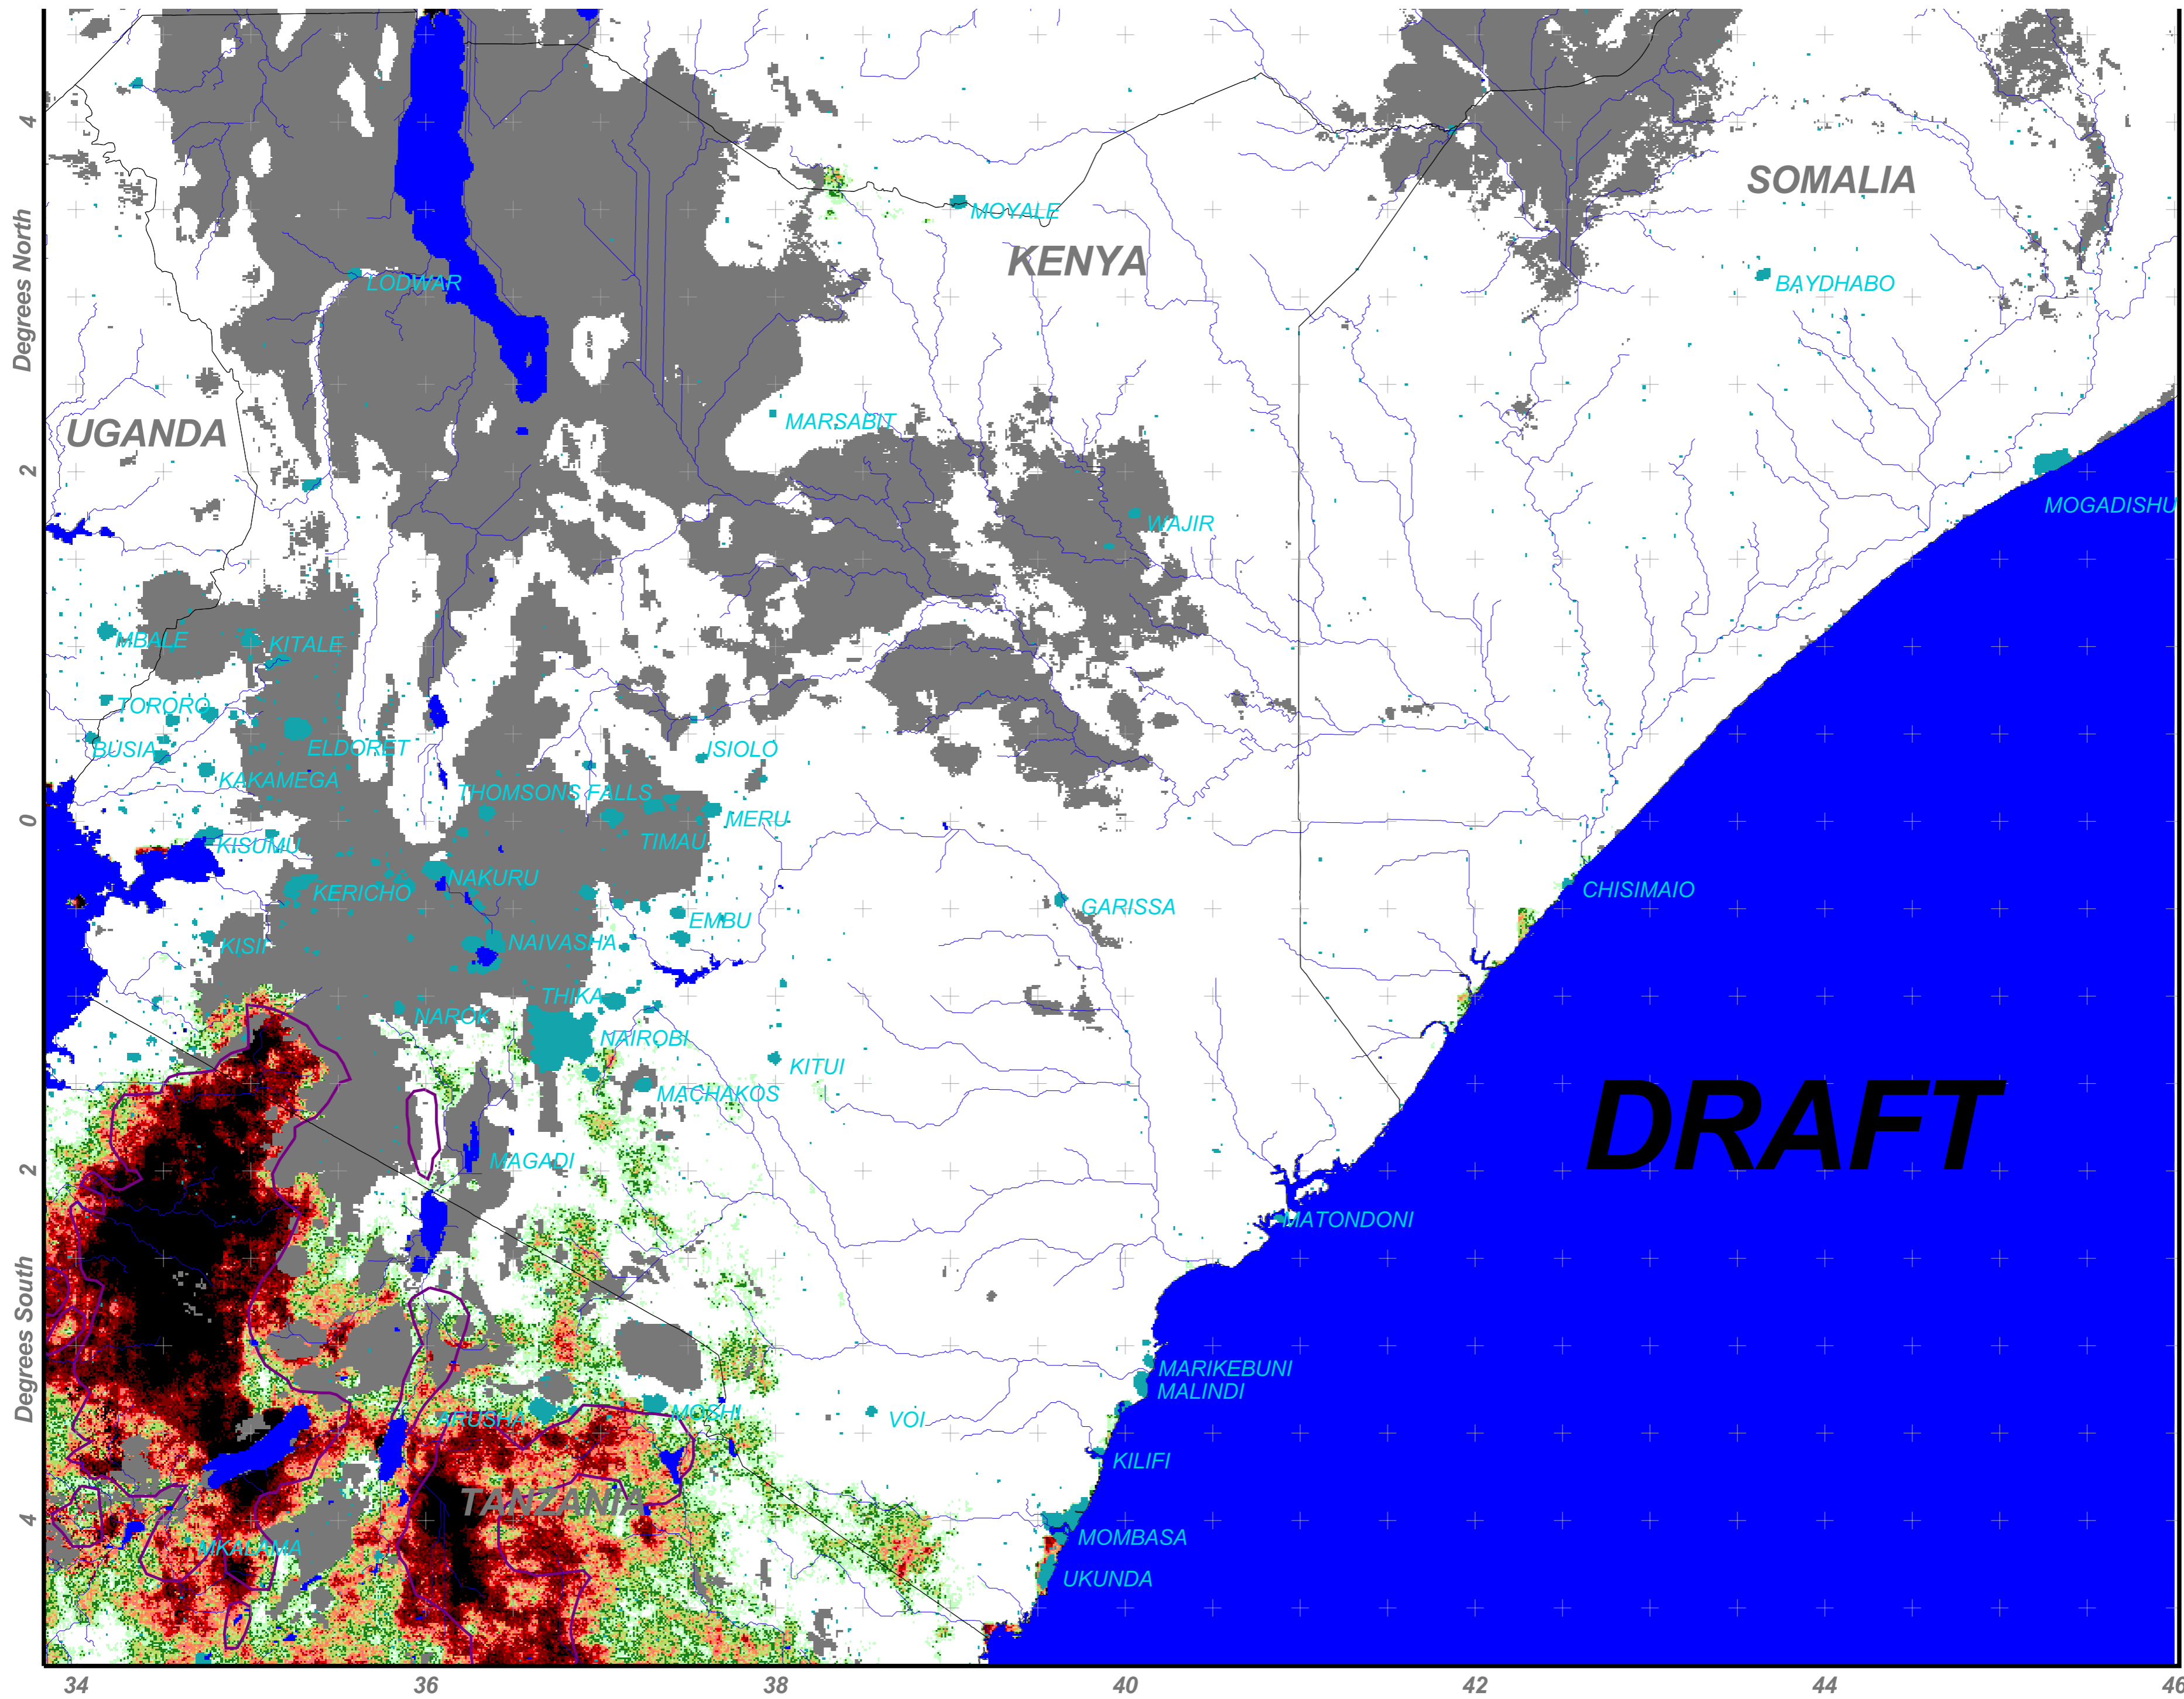 4
SOMALIA
MOYALE
KENYA
Degrees North
LODWAR
BAYDHABO
MARSABIT
UGANDA
2
MOGADISHU
WAJIR
MBALE
KITALE
TORORO
BUSIA
ELDORET
ISIOLO
KAKAMEGA
THOMSONS FALLS
0
MERU
KISUMU
TIMAU
NAKURU
KERICHO
CHISIMAIO
GARISSA
EMBU
KISII
NAIVASHA
THIKA
NAROK
NAIROBI
KITUI
MACHAKOS
DRAFT
2
MAGADI
MATONDONI
Degrees South
MARIKEBUNI
MALINDI
ARUSHA
MOSHI
VOI
KILIFI
TANZANIA
4
MKALAMA
MOMBASA
UKUNDA
34 36 38 40 42 44 46